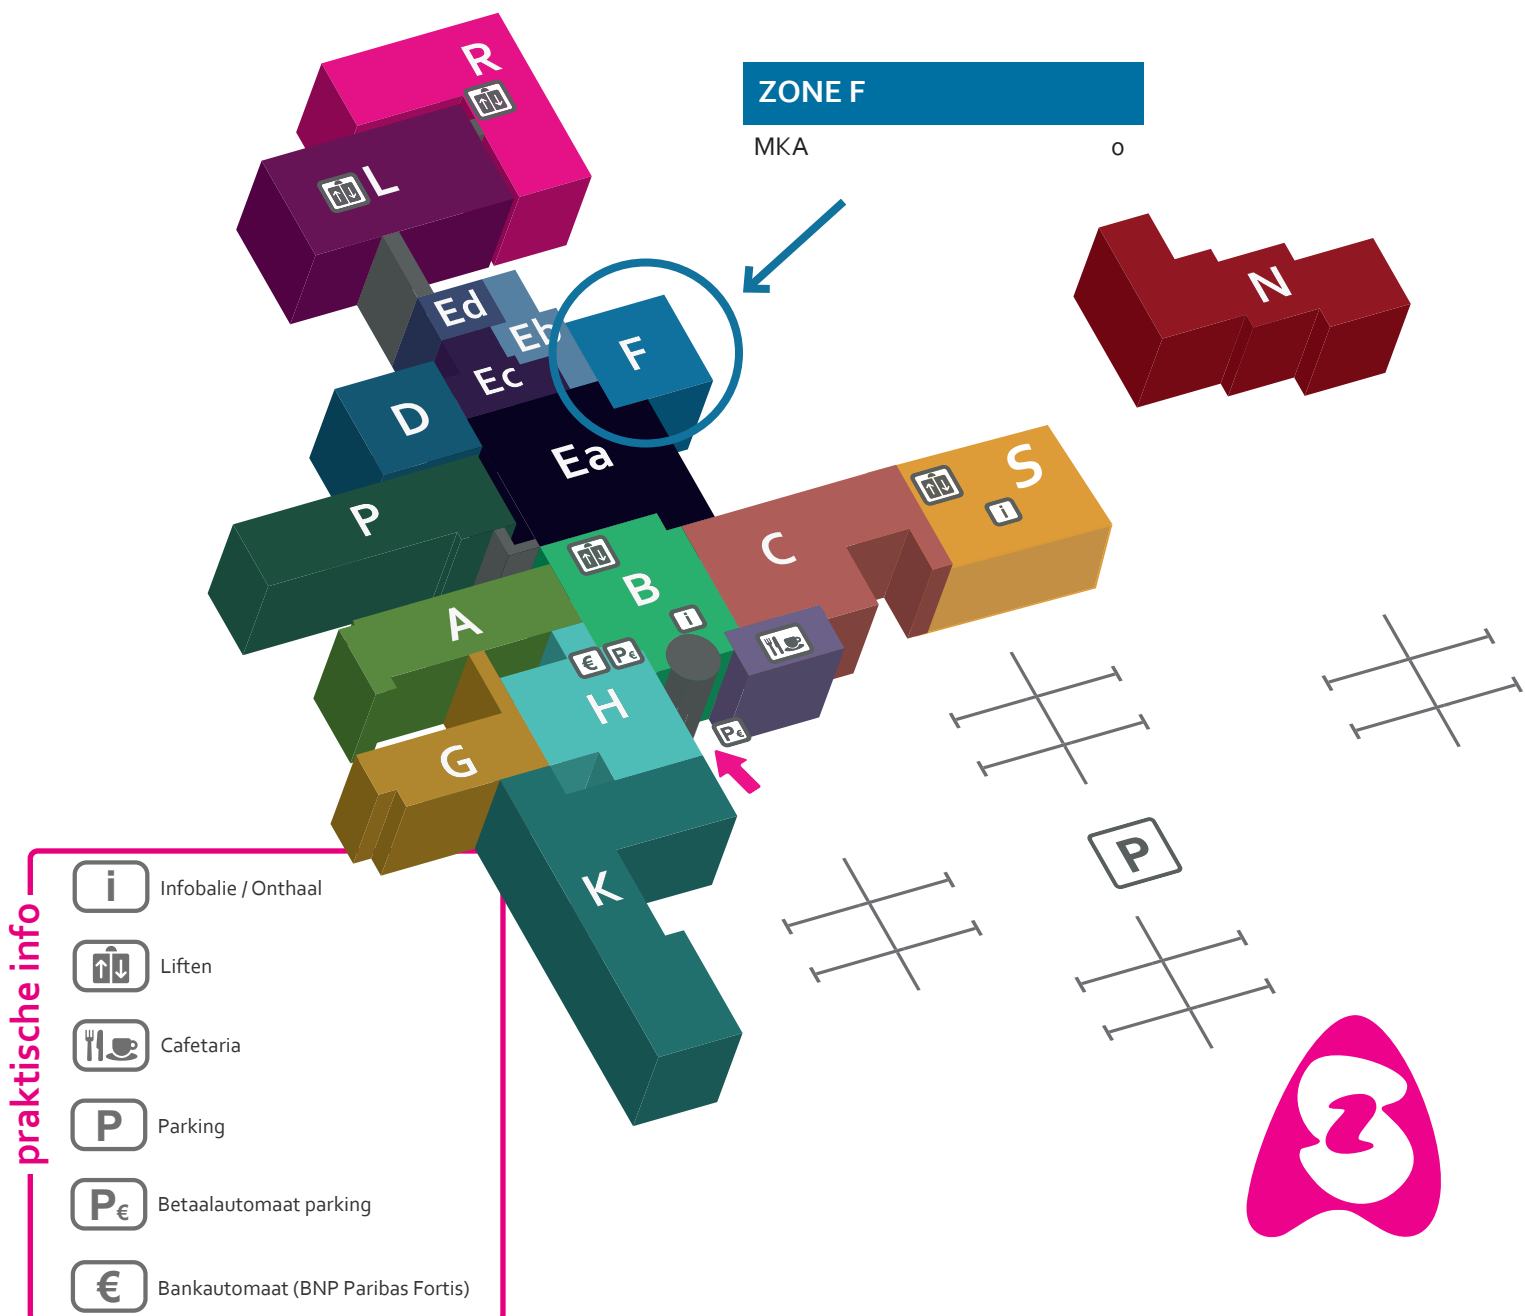 R
ZONE F
MKA 0
L
N
Ed
Eb
F
Ec
D
Ea
S
P
i
C
B
A
i
€ P€
H
P€
G
P
K
praktische info
i Infobalie / Onthaal
Liften
Cafetaria
P Parking
P€ Betaalautomaat parking
€ Bankautomaat (BNP Paribas Fortis)